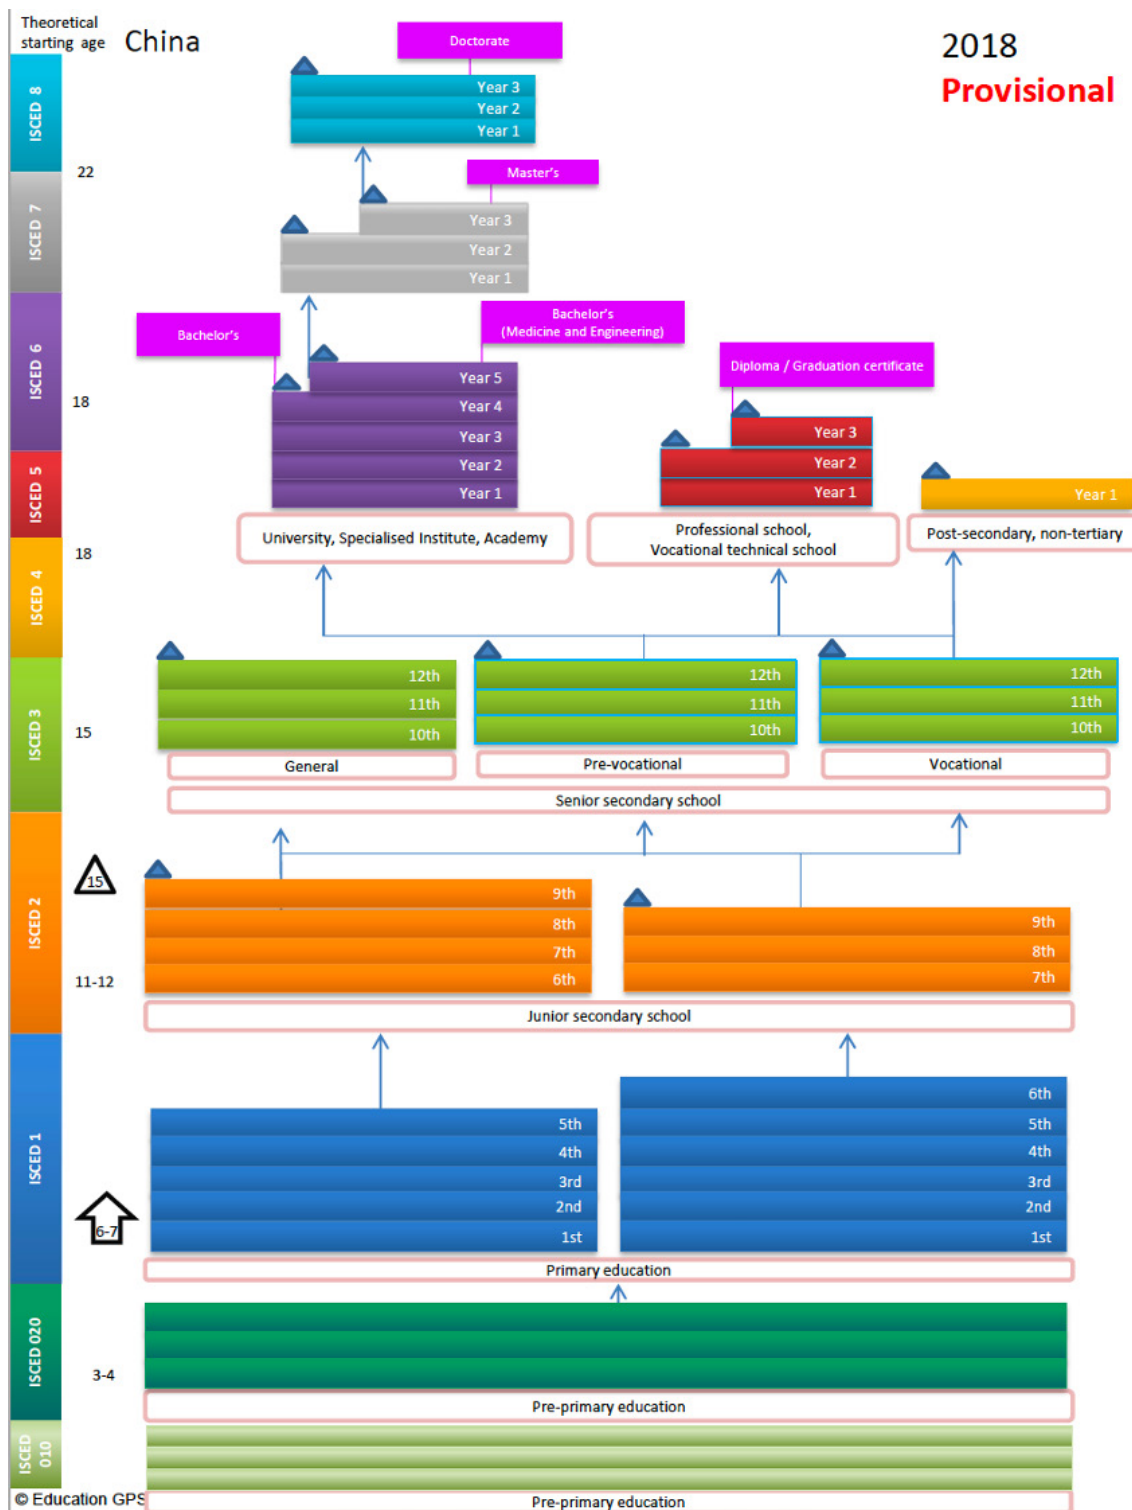 Theoretical
starting age
China
2018
Provisional
Doctorate
ISCED 8
Year 3
Year 2
Year 1
22
Master's
ISCED 7
Year 3
Year 2
Year 1
Bachelor's
Bachelor's
(Medicine and Engineering)
Diploma / Graduation certificate
ISCED 6
18
Year 5
Year 4
Year 3
Year 2
Year 1
ISCED 5
Year 3
Year 2
Year 1
Year 1
University, Specialised Institute, Academy
Professional school,
Vocational technical school
Post-secondary, non-tertiary
18
ISCED 4
ISCED 3
15
12th
11th
10th
12th
11th
10th
12th
11th
10th
General
Pre-vocational
Vocational
Senior secondary school
ISCED 2
15
11-12
9th
8th
7th
6th
9th
8th
7th
Junior secondary school
ISCED 1
6-7
5th
4th
3rd
2nd
1st
6th
5th
4th
3rd
2nd
1st
Primary education
ISCED 020
3-4
Pre-primary education
ISCED
010
© Education GPS
Pre-primary education